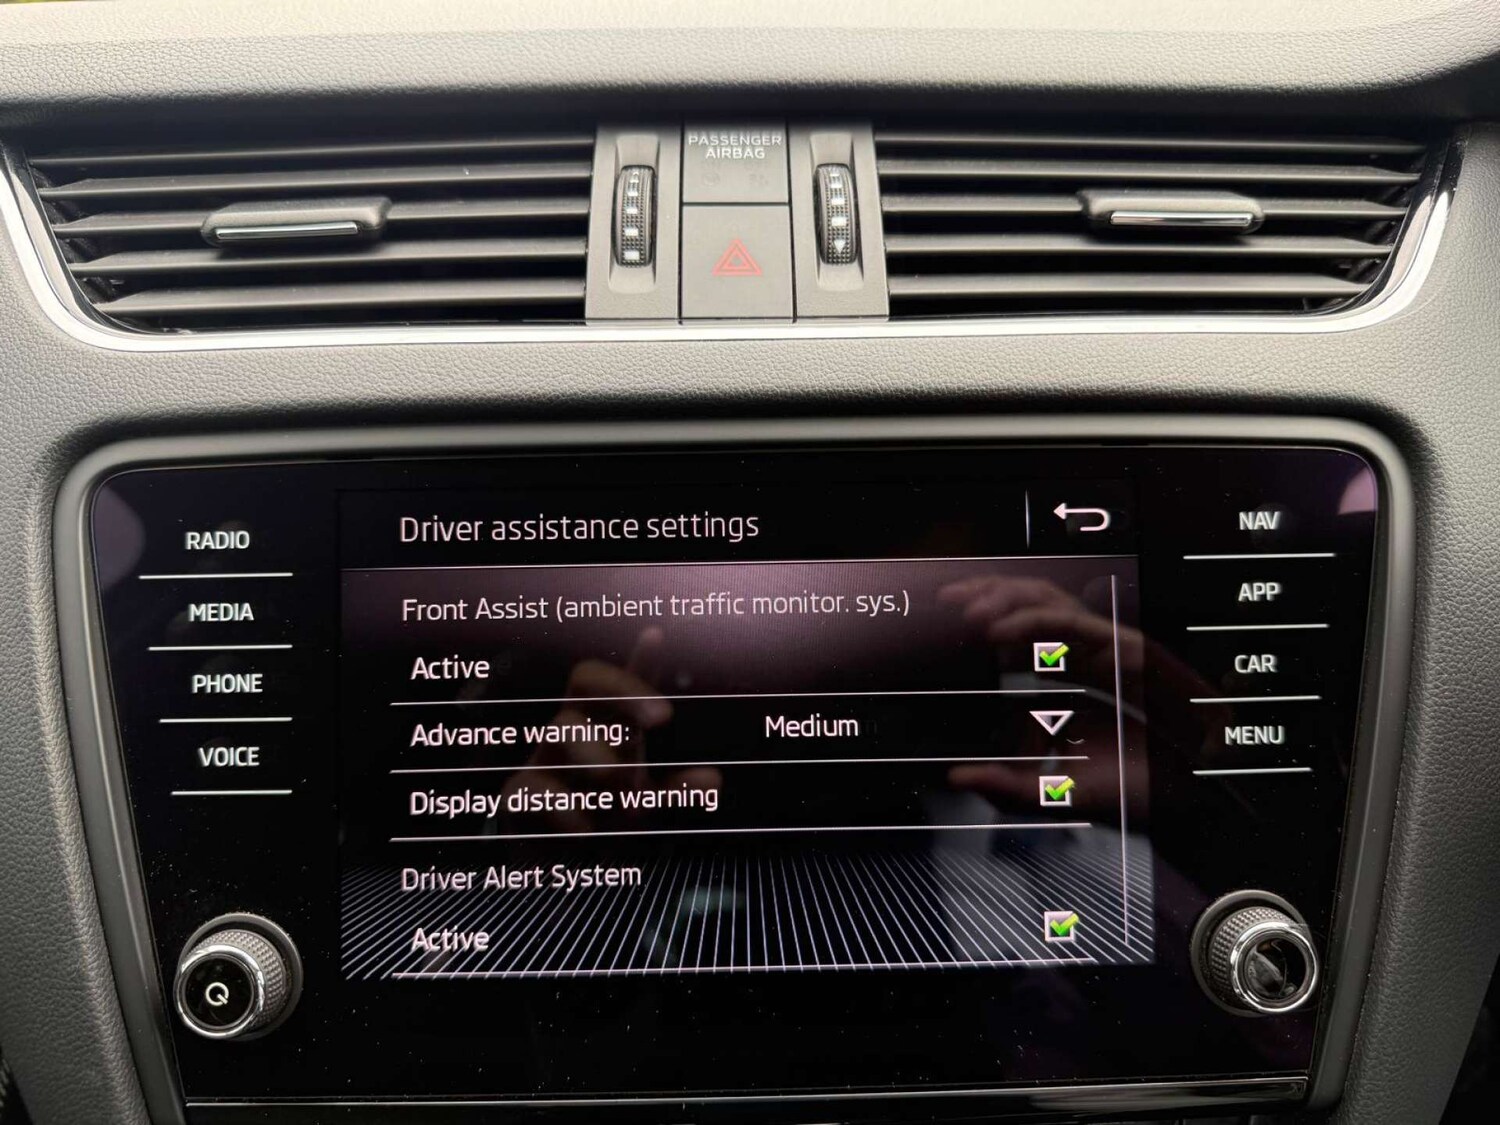 PASSENGER
AIRBAG
RADIO
MEDIA
PHONE
VOICE
Driver assistance settings
Front Assist (ambient traffic monitor. sys.)
Active
Advance warning: Medium
Display distance warning
Driver Alert System
Active
NAV
APP
CAR
MENU